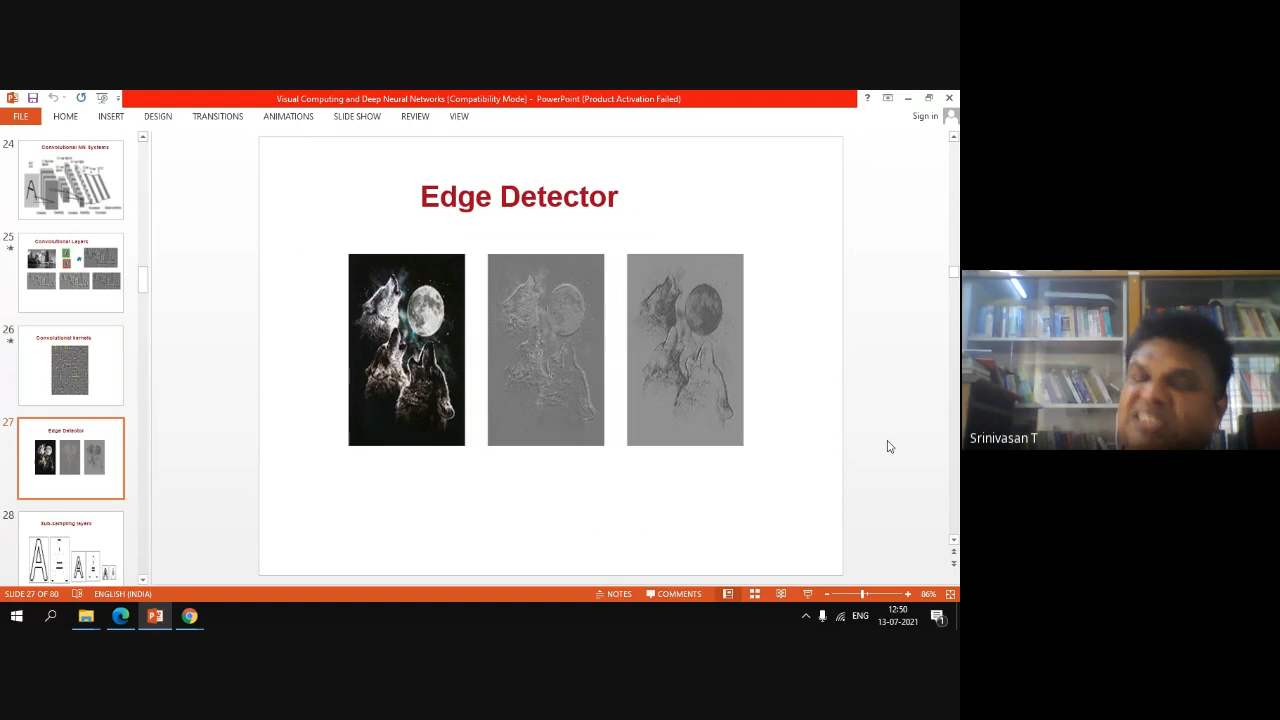 Visual Computing and Deep Neural Networks [Compatibility Mode] - PowerPoint (Product Activation Failed)
?
FILE HOME INSERT DESIGN TRANSITIONS ANIMATIONS SLIDE SHOW REVIEW VIEW
Sign in
24
Convolutional NN Systems
A
25
Convolutional Layers
26
Convolutional kernels
27
Edge Detector
28
Sub-sampling layers
A A A
Edge Detector
Srinivasan T
SLIDE 27 OF 80 ENGLISH (INDIA)
NOTES COMMENTS 86%
ENG
12:50
13-07-2021
1